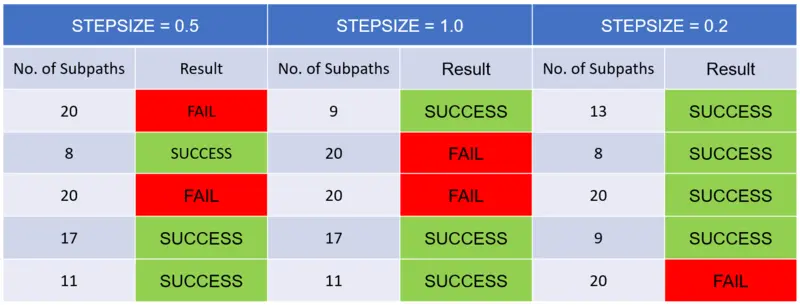 STEPSIZE = 0.5 STEPSIZE = 1.0 STEPSIZE = 0.2
No. of Subpaths Result No. of Subpaths Result No. of Subpaths Result
20 FAIL 9 SUCCESS 13 SUCCESS
8 SUCCESS 20 FAIL 8 SUCCESS
20 FAIL 20 FAIL 20 SUCCESS
17 SUCCESS 17 SUCCESS 9 SUCCESS
11 SUCCESS 11 SUCCESS 20 FAIL